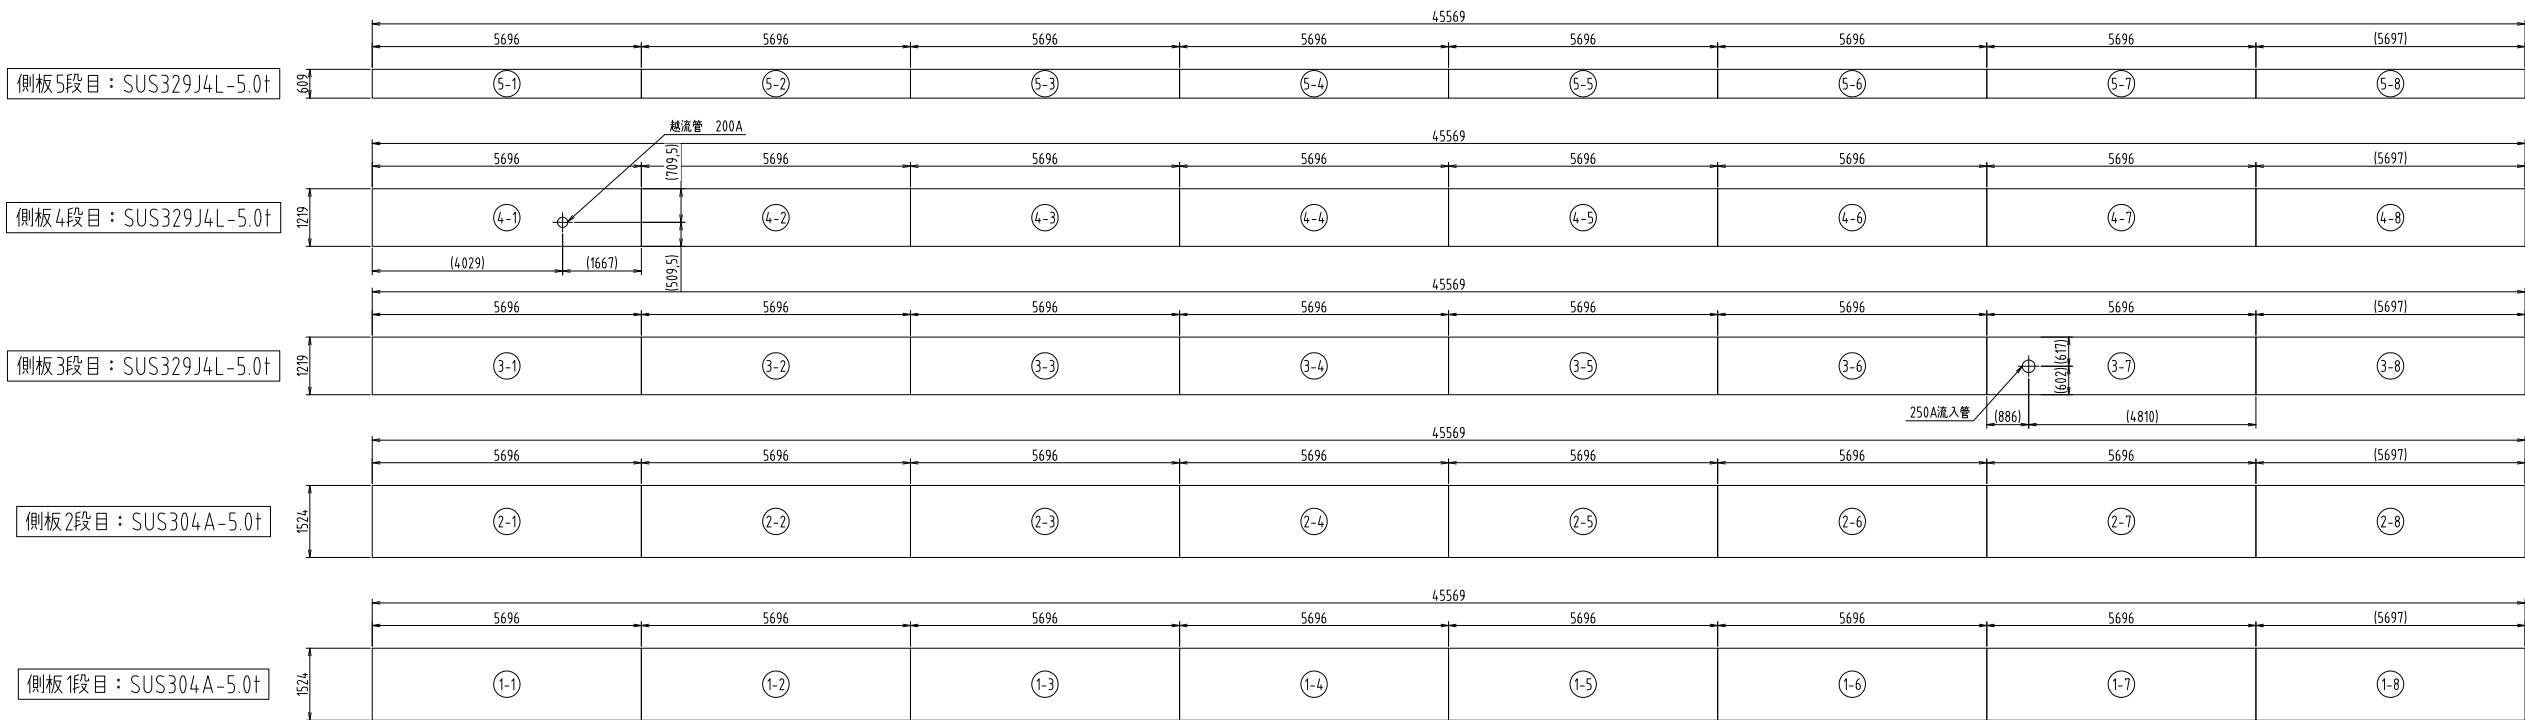 45569
5696 5696 5696 5696 5696 5696 5696 (5697)
側板5段目：SUS329J4L-5.0t 609 5-1 5-2 5-3 5-4 5-5 5-6 5-7 5-8
越流管 200A
45569
5696 (709.5) 5696 5696 5696 5696 5696 5696 (5697)
側板4段目：SUS329J4L-5.0t 1219 4-1 4-2 4-3 4-4 4-5 4-6 4-7 4-8
(4029) (1667) (509.5)
45569
5696 5696 5696 5696 5696 5696 5696 (5697)
側板3段目：SUS329J4L-5.0t 1219 3-1 3-2 3-3 3-4 3-5 3-6 (602) (617) 3-7 3-8
250A流入管 (886) (4810)
45569
5696 5696 5696 5696 5696 5696 5696 (5697)
側板2段目：SUS304A-5.0t 1524 2-1 2-2 2-3 2-4 2-5 2-6 2-7 2-8
45569
5696 5696 5696 5696 5696 5696 5696 (5697)
側板1段目：SUS304A-5.0t 1524 1-1 1-2 1-3 1-4 1-5 1-6 1-7 1-8